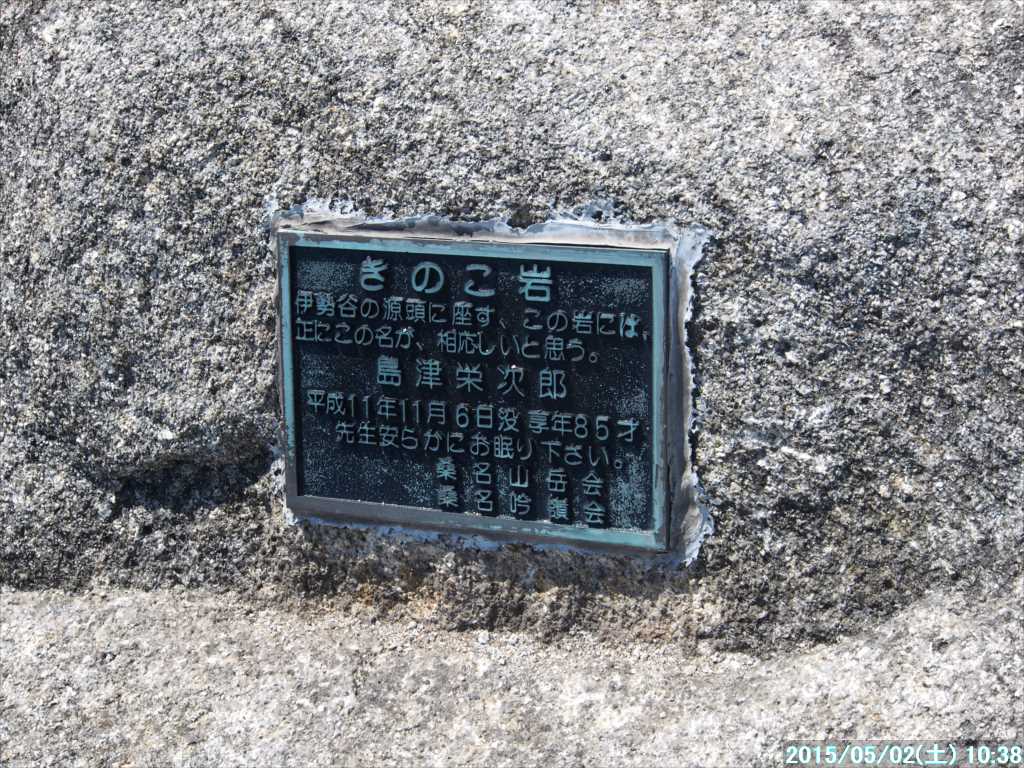 きのこ岩
伊勢谷の源頭に座す、この岩には、
正にこの名が、相応しいと思う。
島津栄次郎
平成11年11月6日没 享年85才
先生安らかにお眠り下さい。
桑名山岳会
桑名吟嶺会
2015/05/02(土) 10:38